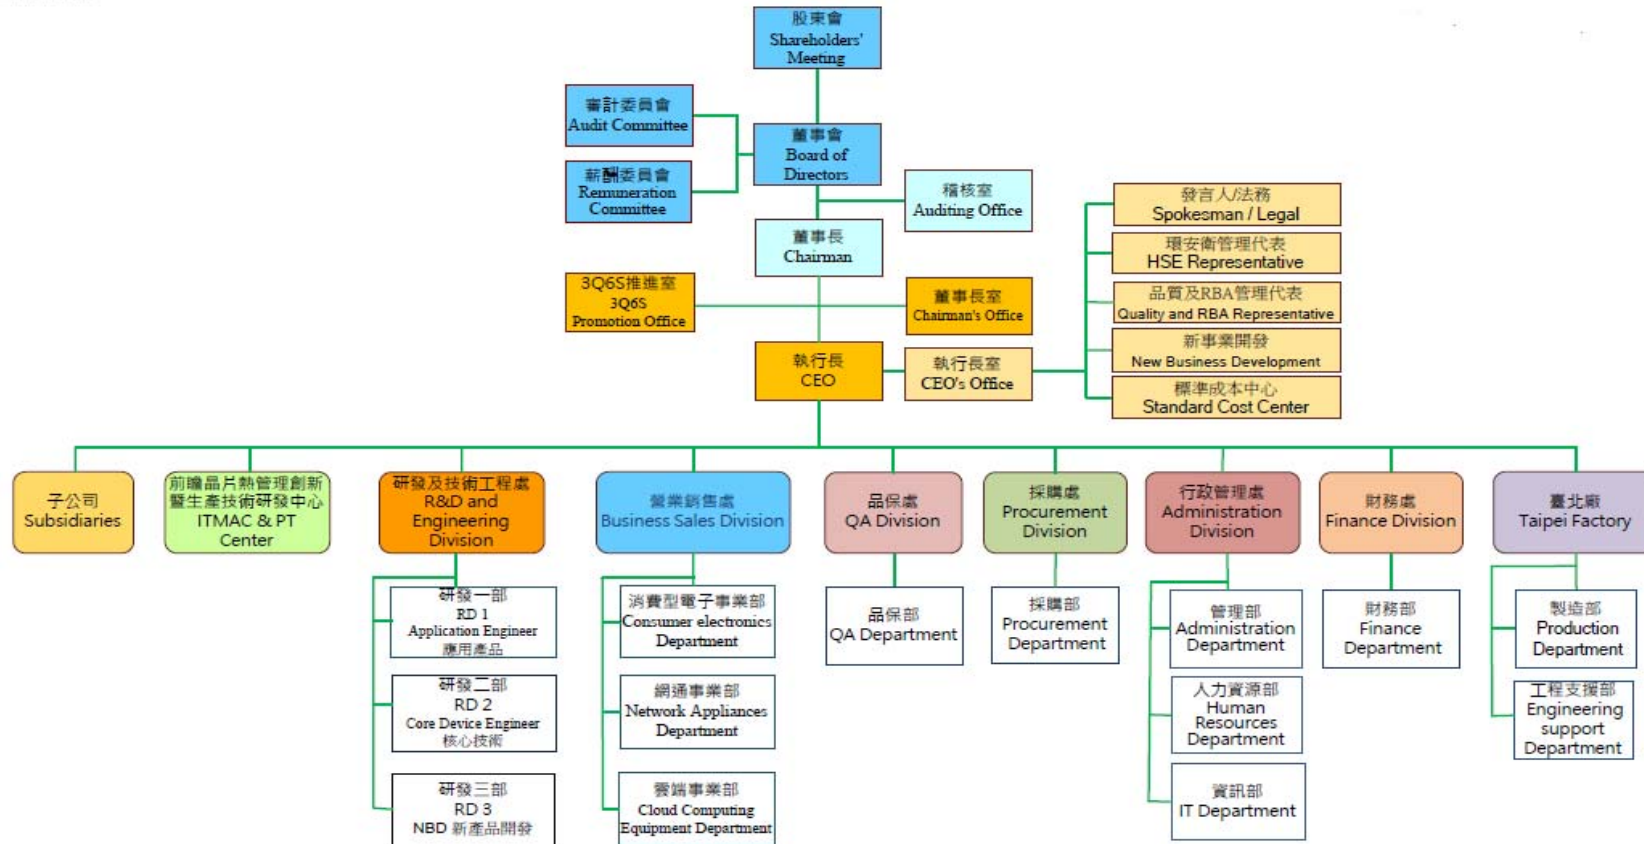 股東會
Shareholders'
Meeting
審計委員會
Audit Committee
董事會
Board of
Directors
薪酬委員會
Remuneration
Committee
稽核室
Auditing Office
董事長
Chairman
3Q6S推進室
3Q6S
Promotion Office
董事長室
Chairman's Office
執行長
CEO
執行長室
CEO's Office
發言人/法務
Spokesman / Legal
環安衛管理代表
HSE Representative
品質及RBA管理代表
Quality and RBA Representative
新事業開發
New Business Development
標準成本中心
Standard Cost Center
子公司
Subsidiaries
前瞻晶片熱管理創新
暨生產技術研發中心
ITMAC & PT
Center
研發及技術工程處
R&D and
Engineering
Division
營業銷售處
Business Sales Division
品保處
QA Division
採購處
Procurement
Division
行政管理處
Administration
Division
財務處
Finance Division
臺北廠
Taipei Factory
研發一部
RD 1
Application Engineer
應用產品
研發二部
RD 2
Core Device Engineer
核心技術
研發三部
RD 3
NBD 新產品開發
消費型電子事業部
Consumer electronics
Department
網通事業部
Network Appliances
Department
雲端事業部
Cloud Computing
Equipment Department
品保部
QA Department
採購部
Procurement
Department
管理部
Administration
Department
人力資源部
Human
Resources
Department
資訊部
IT Department
財務部
Finance
Department
製造部
Production
Department
工程支援部
Engineering
support
Department